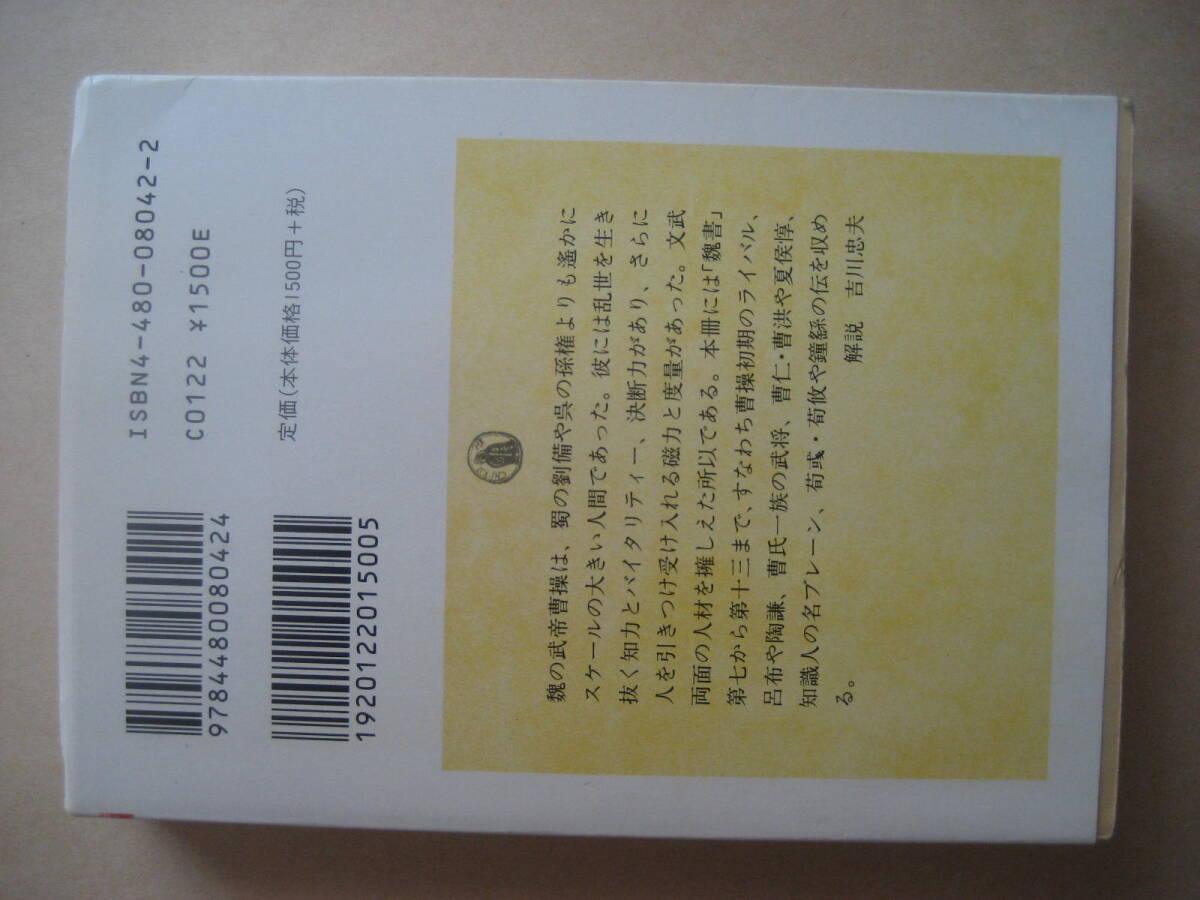 ISBN4-480-08042-2
C0122 ¥1500E
定価(本体価格1500円+税)
9784480080424
1920122015005
魏の武帝曹操は、蜀の劉備や呉の孫権よりも遙かに
スケールの大きい人間であった。彼には乱世を生き
抜く知力とバイタリティー、決断力があり、さらに
人を引きつけ受け入れる磁力と度量があった。文武
両面の人材を擁しえた所以である。本冊には「魏書」
第七から第十三まで、すなわち曹操初期のライバル、
呂布や陶謙、曹氏一族の武将、曹仁・曹洪や夏侯惇、
知識人の名ブレーン、荀彧・荀攸や鐘繇の伝を収め
る。
解説 吉川忠夫